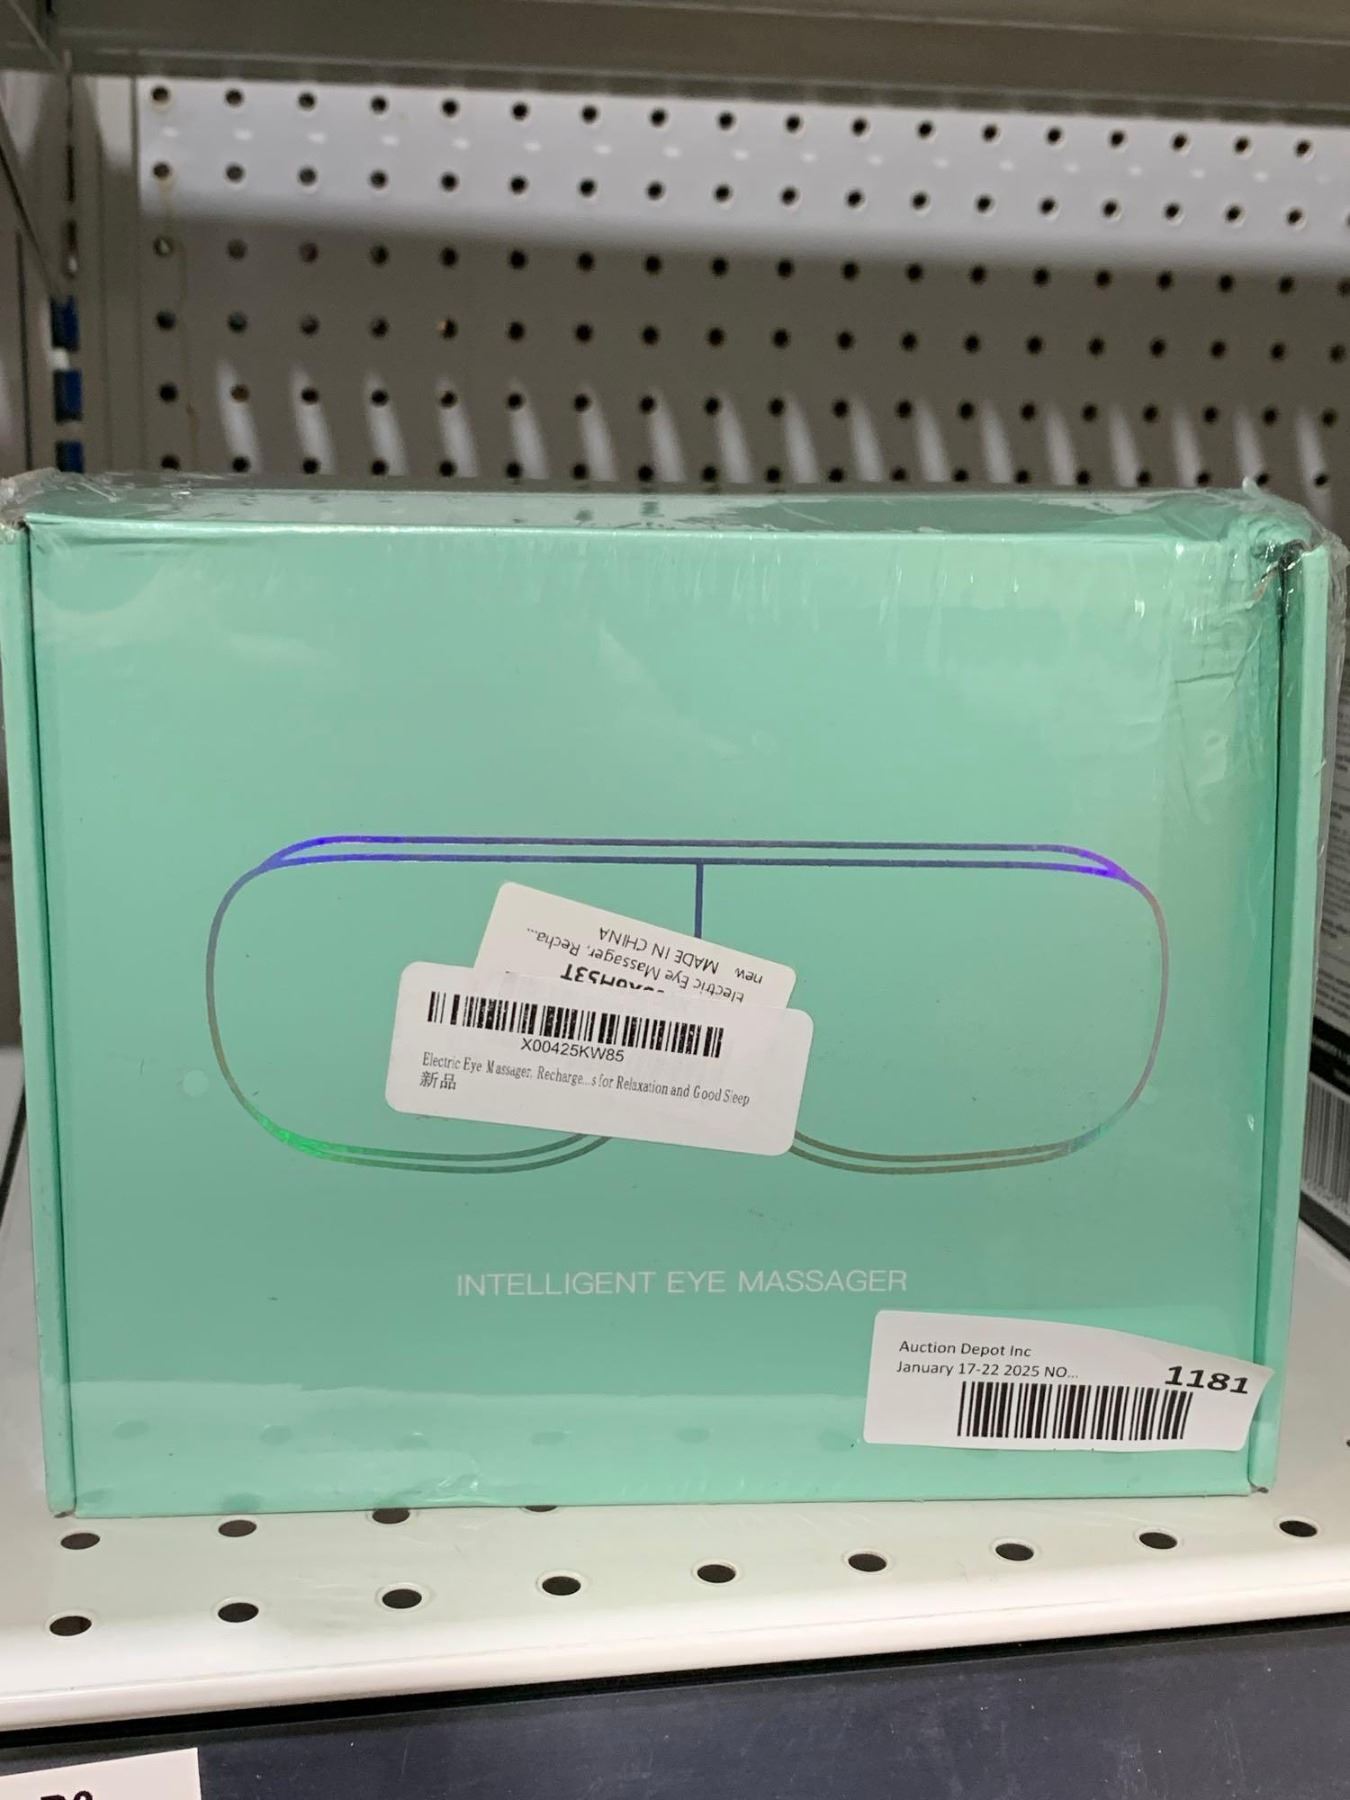 new MADE IN CHINA
Electric Eye Massager, Recha...
X00425KW85
Electric Eye Massager, Recharge...s for Relaxation and Good Sleep
新品
INTELLIGENT EYE MASSAGER
Auction Depot Inc
January 17-22 2025 NO...
1181